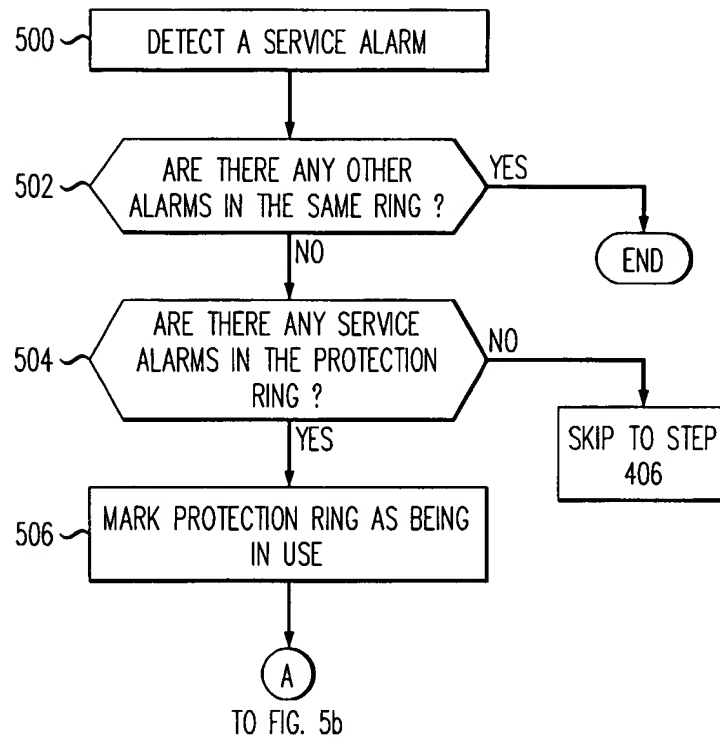 500
DETECT A SERVICE ALARM
502
ARE THERE ANY OTHER
ALARMS IN THE SAME RING ?
YES
END
NO
504
ARE THERE ANY SERVICE
ALARMS IN THE PROTECTION
RING ?
NO
SKIP TO STEP
406
YES
506
MARK PROTECTION RING AS BEING
IN USE
A
TO FIG. 5b